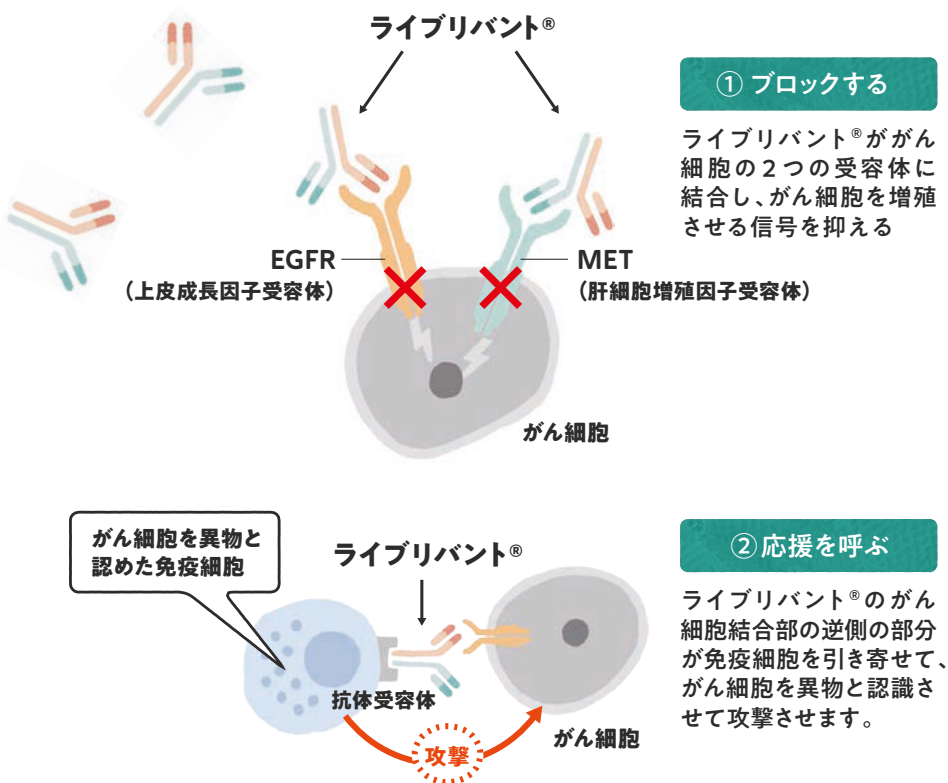 ライブリバント®
① ブロックする
ライブリバント®ががん
細胞の2つの受容体に
結合し、がん細胞を増殖
させる信号を抑える
EGFR
(上皮成長因子受容体)
MET
(肝細胞増殖因子受容体)
がん細胞
がん細胞を異物と
認めた免疫細胞
ライブリバント®
抗体受容体
攻撃
がん細胞
② 応援を呼ぶ
ライブリバント®のがん
細胞結合部の逆側の部分
が免疫細胞を引き寄せて、
がん細胞を異物と認識さ
せて攻撃させます。